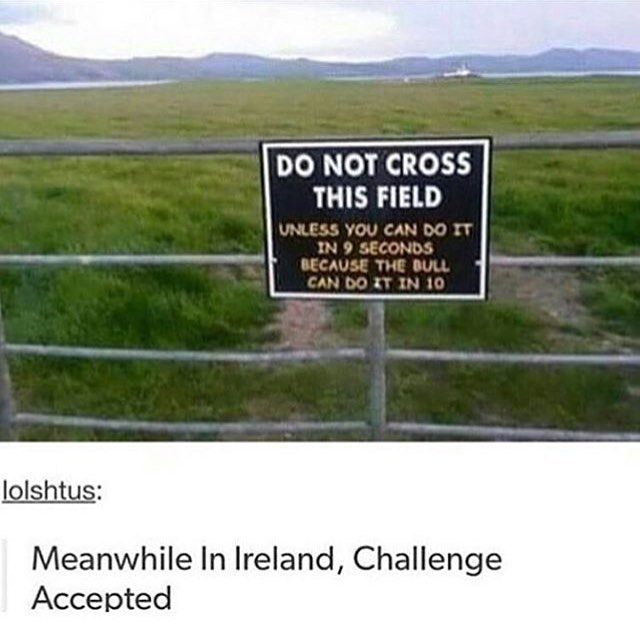 DO NOT CROSS
THIS FIELD
UNLESS YOU CAN DO IT
IN 9 SECONDS
BECAUSE THE BULL
CAN DO IT IN 10
lolshtus:
Meanwhile In Ireland, Challenge
Accepted